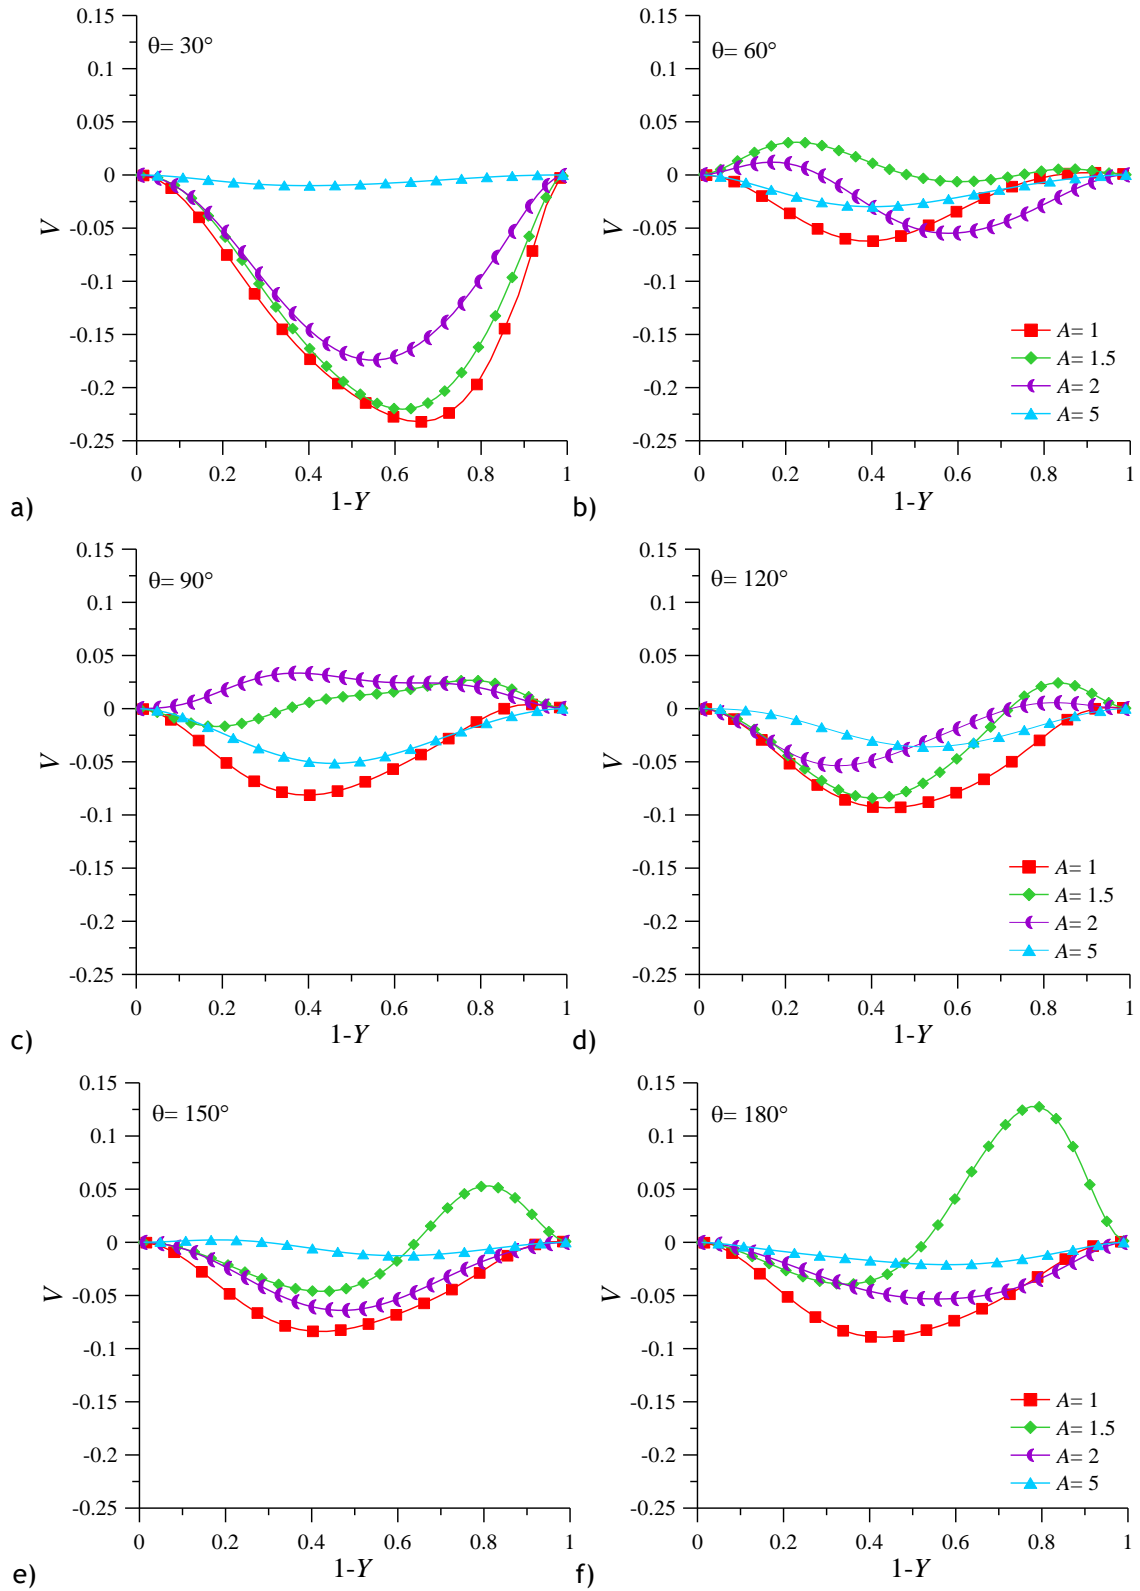 θ= 30°
0.15
0.1
0.05
0
-0.05
-0.1
-0.15
-0.2
-0.25
V
0 0.2 0.4 0.6 0.8 1
1-Y
a)
θ= 60°
0.15
0.1
0.05
0
-0.05
-0.1
-0.15
-0.2
-0.25
V
A= 1
A= 1.5
A= 2
A= 5
0 0.2 0.4 0.6 0.8 1
1-Y
b)
θ= 90°
0.15
0.1
0.05
0
-0.05
-0.1
-0.15
-0.2
-0.25
V
0 0.2 0.4 0.6 0.8 1
1-Y
c)
θ= 120°
0.15
0.1
0.05
0
-0.05
-0.1
-0.15
-0.2
-0.25
V
A= 1
A= 1.5
A= 2
A= 5
0 0.2 0.4 0.6 0.8 1
1-Y
d)
θ= 150°
0.15
0.1
0.05
0
-0.05
-0.1
-0.15
-0.2
-0.25
V
0 0.2 0.4 0.6 0.8 1
1-Y
e)
θ= 180°
0.15
0.1
0.05
0
-0.05
-0.1
-0.15
-0.2
-0.25
V
A= 1
A= 1.5
A= 2
A= 5
0 0.2 0.4 0.6 0.8 1
1-Y
f)